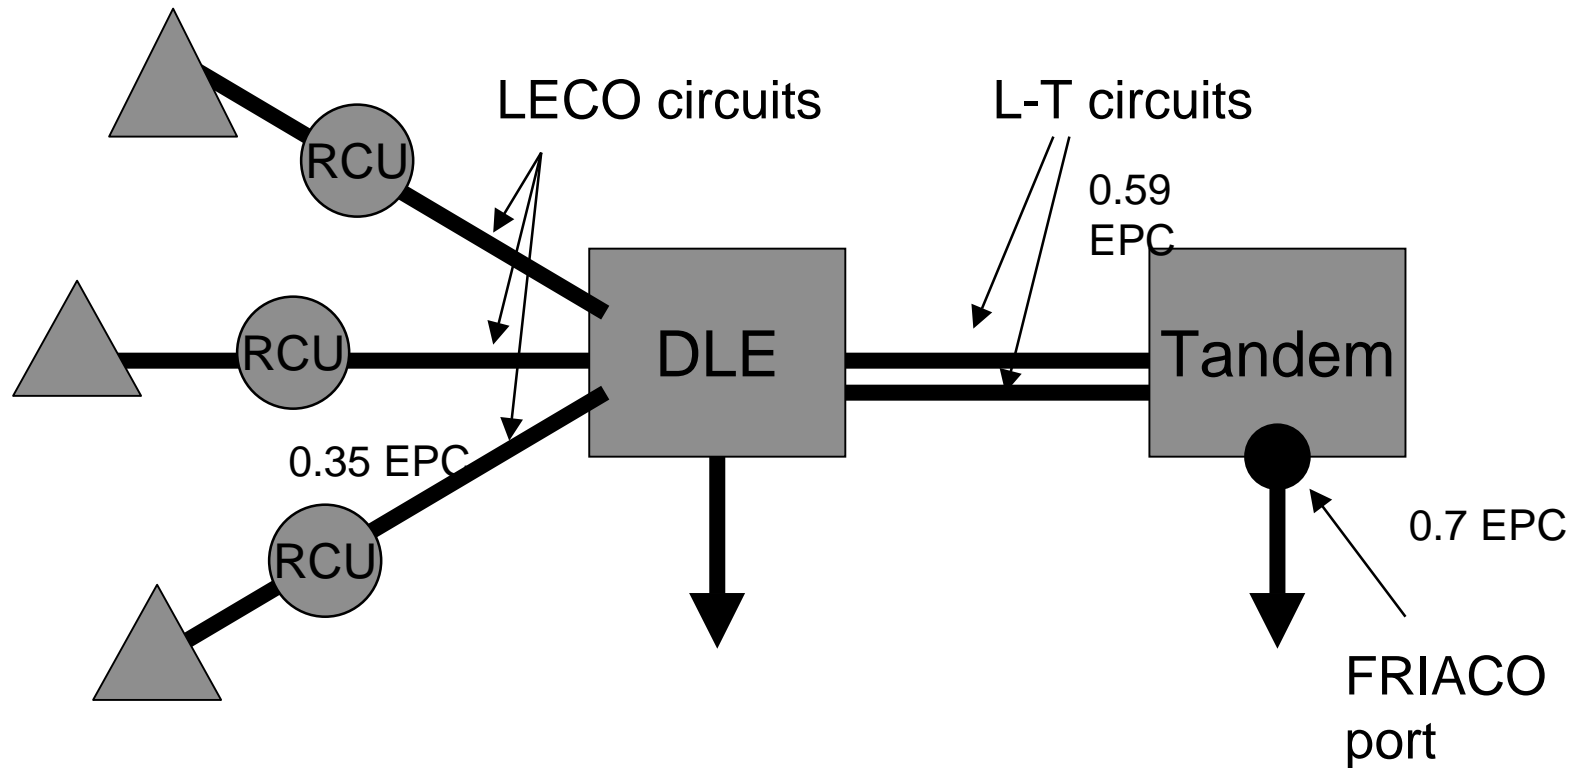 LECO circuits
L-T circuits
RCU
0.59
EPC
RCU
DLE
Tandem
0.35 EPC
RCU
0.7 EPC
FRIACO
port